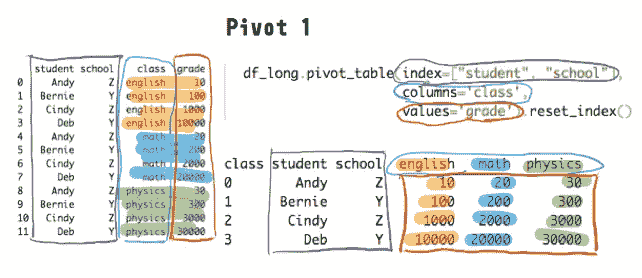 Pivot 1
student school class grade
0 Andy Z english 10
1 Bernie Y english 100
2 Cindy Z english 1000
3 Deb Y english 10000
4 Andy Z math 20
5 Bernie Y math 200
6 Cindy Z math 2000
7 Deb Y math 20000
8 Andy Z physics 30
9 Bernie Y physics 300
10 Cindy Z physics 3000
11 Deb Y physics 30000
df_long.pivot_table(index=["student", "school"],
columns='class',
values='grade').reset_index()
class student school english math physics
0 Andy Z 10 20 30
1 Bernie Y 100 200 300
2 Cindy Z 1000 2000 3000
3 Deb Y 10000 20000 30000